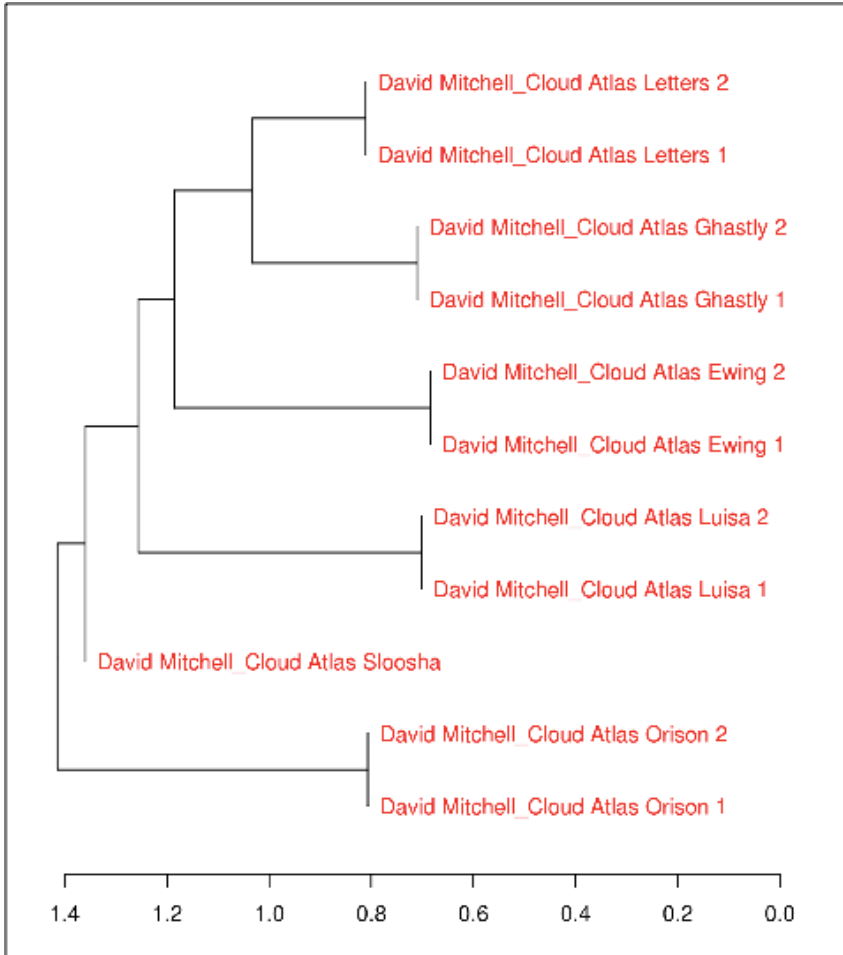 David Mitchell_Cloud Atlas Letters 2
David Mitchell_Cloud Atlas Letters 1
David Mitchell_Cloud Atlas Ghastly 2
David Mitchell_Cloud Atlas Ghastly 1
David Mitchell_Cloud Atlas Ewing 2
David Mitchell_Cloud Atlas Ewing 1
David Mitchell_Cloud Atlas Luisa 2
David Mitchell_Cloud Atlas Luisa 1
David Mitchell_Cloud Atlas Sloosha
David Mitchell_Cloud Atlas Orison 2
David Mitchell_Cloud Atlas Orison 1
1.4 1.2 1.0 0.8 0.6 0.4 0.2 0.0